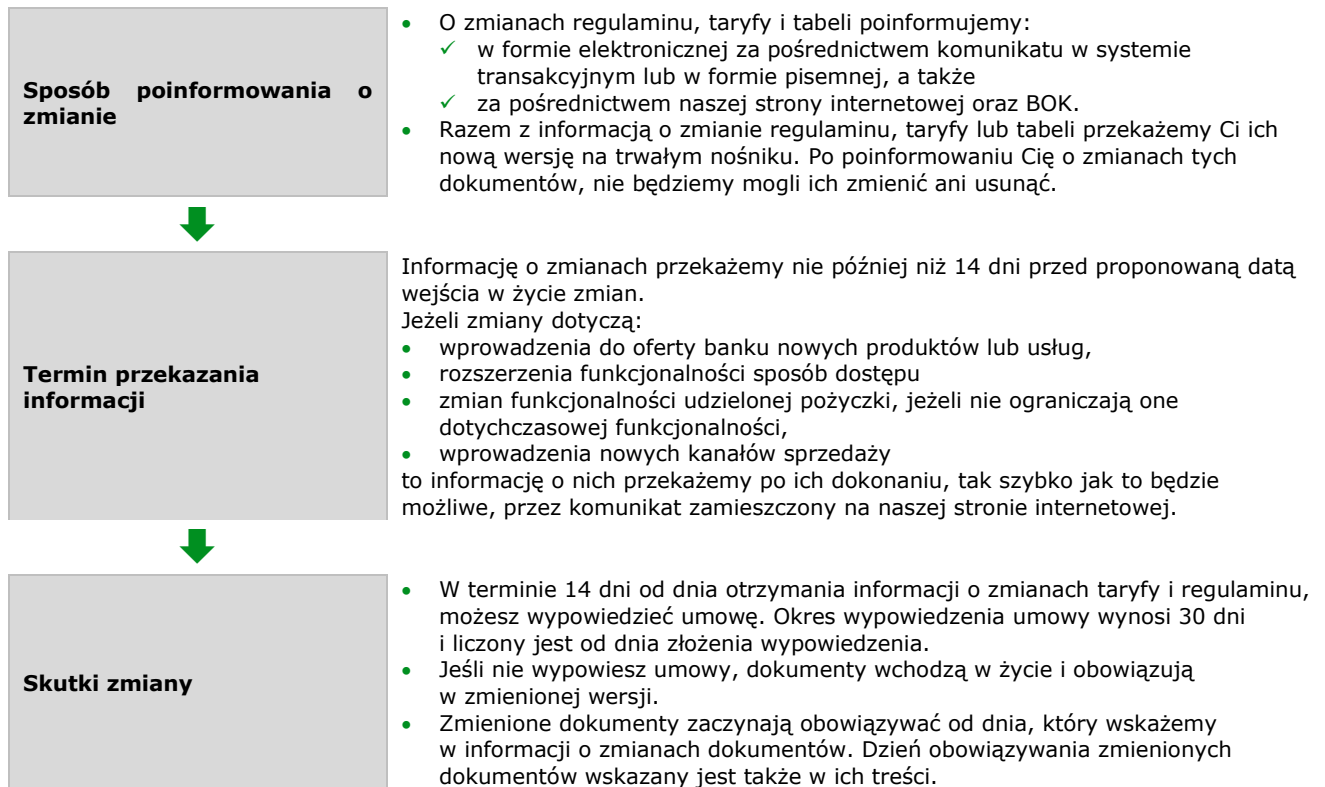 Sposób poinformowania o
zmianie
• O zmianach regulaminu, taryfy i tabeli poinformujemy:
✓ w formie elektronicznej za pośrednictwem komunikatu w systemie
transakcyjnym lub w formie pisemnej, a także
✓ za pośrednictwem naszej strony internetowej oraz BOK.
• Razem z informacją o zmianie regulaminu, taryfy lub tabeli przekażemy Ci ich
nową wersję na trwałym nośniku. Po poinformowaniu Cię o zmianach tych
dokumentów, nie będziemy mogli ich zmienić ani usunąć.
Termin przekazania
informacji
Informację o zmianach przekażemy nie później niż 14 dni przed proponowaną datą
wejścia w życie zmian.
Jeżeli zmiany dotyczą:
• wprowadzenia do oferty banku nowych produktów lub usług,
• rozszerzenia funkcjonalności sposób dostępu
• zmian funkcjonalności udzielonej pożyczki, jeżeli nie ograniczają one
dotychczasowej funkcjonalności,
• wprowadzenia nowych kanałów sprzedaży
to informację o nich przekażemy po ich dokonaniu, tak szybko jak to będzie
możliwe, przez komunikat zamieszczony na naszej stronie internetowej.
Skutki zmiany
• W terminie 14 dni od dnia otrzymania informacji o zmianach taryfy i regulaminu,
możesz wypowiedzieć umowę. Okres wypowiedzenia umowy wynosi 30 dni
i liczony jest od dnia złożenia wypowiedzenia.
• Jeśli nie wypowiesz umowy, dokumenty wchodzą w życie i obowiązują
w zmienionej wersji.
• Zmienione dokumenty zaczynają obowiązywać od dnia, który wskażemy
w informacji o zmianach dokumentów. Dzień obowiązywania zmienionych
dokumentów wskazany jest także w ich treści.